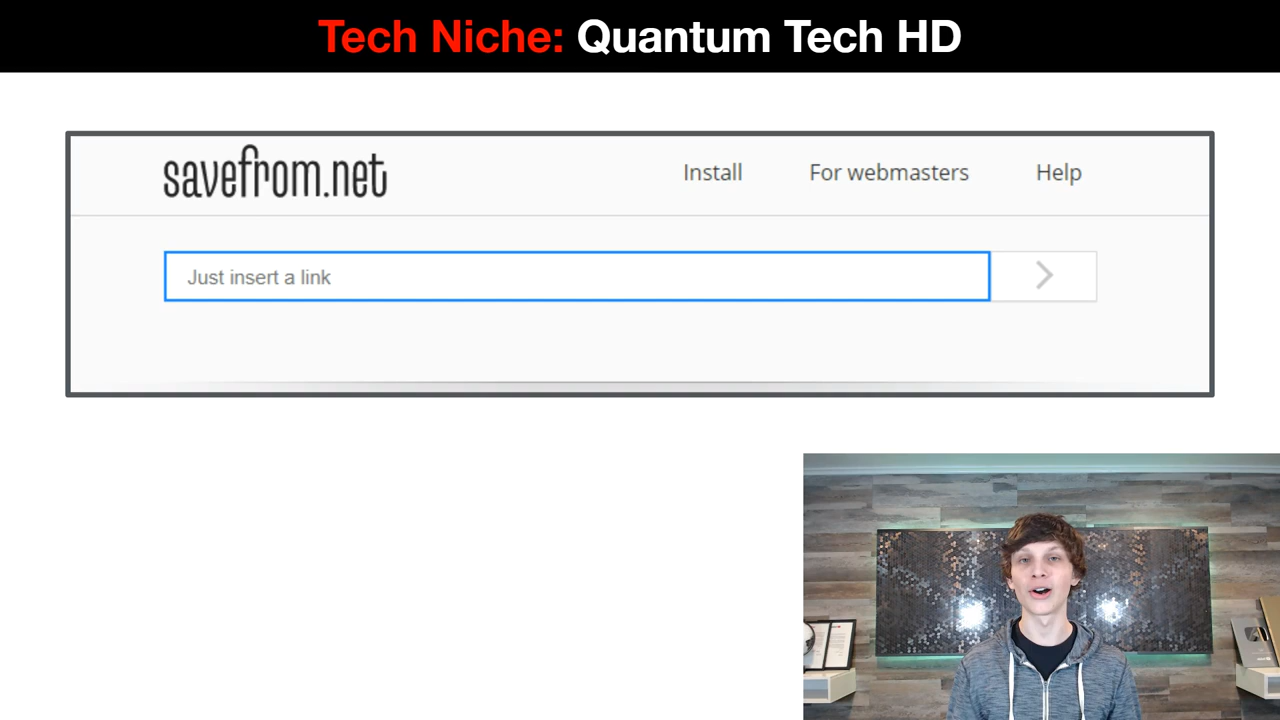 Tech Niche: Quantum Tech HD
savefrom.net
Install For webmasters Help
Just insert a link